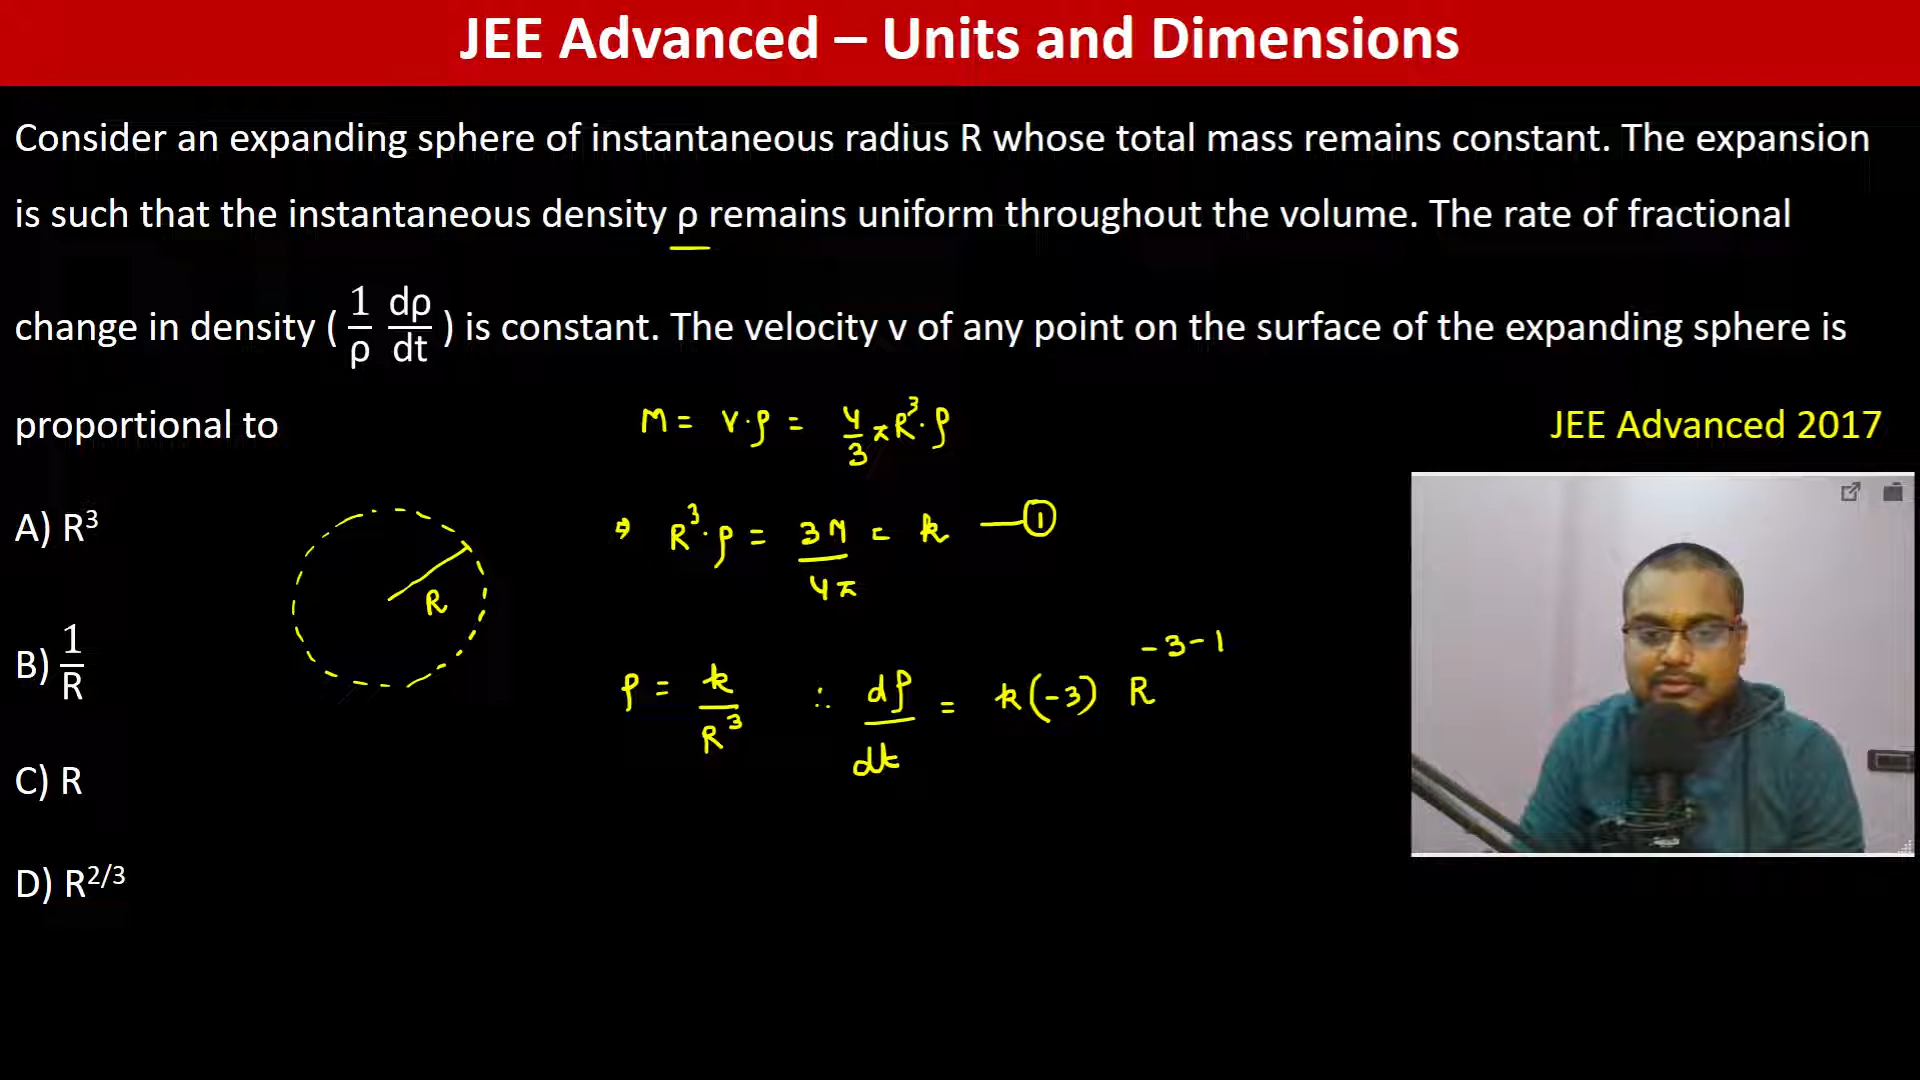 JEE Advanced – Units and Dimensions
Consider an expanding sphere of instantaneous radius R whose total mass remains constant. The expansion
is such that the instantaneous density ρ remains uniform throughout the volume. The rate of fractional
change in density ( 1/ρ dρ/dt ) is constant. The velocity v of any point on the surface of the expanding sphere is
proportional to
JEE Advanced 2017
M = V·ρ = 4/3 πR³·ρ
A) R³
⇒ R³·ρ = 3M/4π = k —①
R
B) 1/R
ρ = k/R³ ∴ dρ/dt = k(-3) R⁻³⁻¹
C) R
D) R²/³